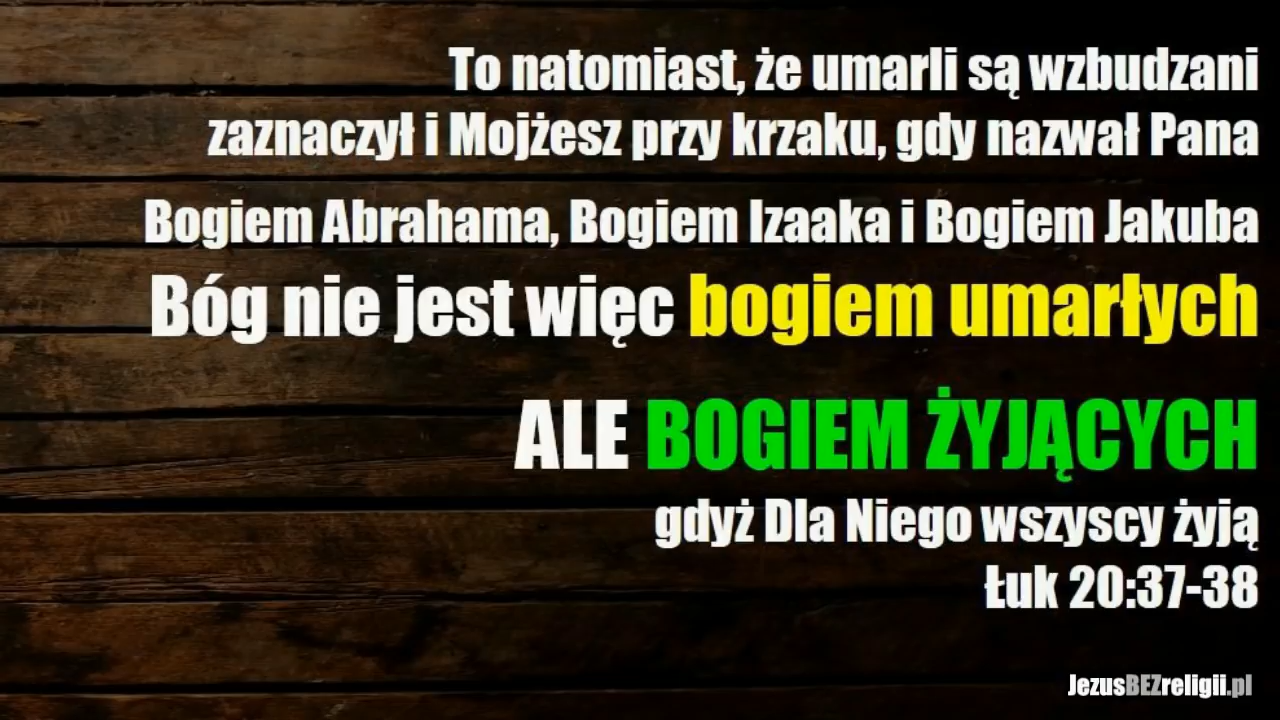 To natomiast, że umarli są wzbudzani
zaznaczył i Mojżesz przy krzaku, gdy nazwał Pana
Bogiem Abrahama, Bogiem Izaaka i Bogiem Jakuba
Bóg nie jest więc bogiem umarłych
ALE BOGIEM ŻYJĄCYCH
gdyż Dla Niego wszyscy żyją
Łuk 20:37-38
JezusBEZreligii.pl